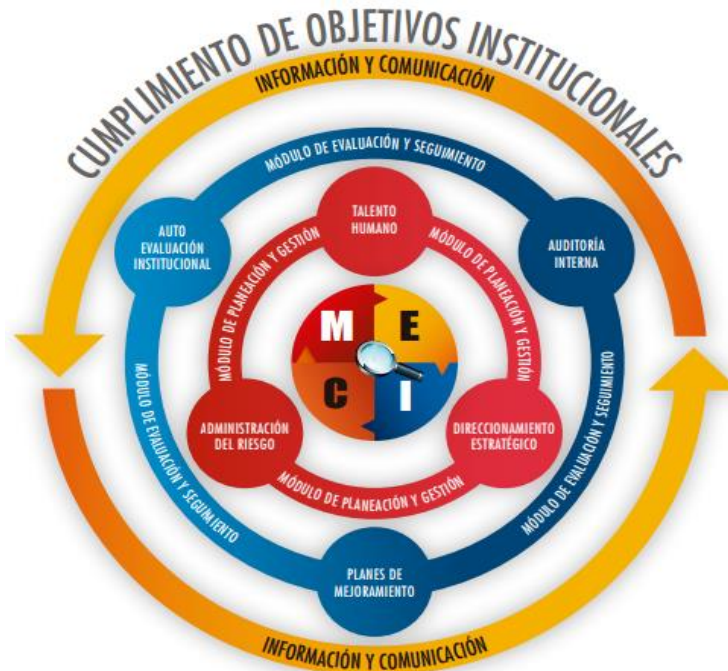 CUMPLIMIENTO DE OBJETIVOS INSTITUCIONALES
INFORMACIÓN Y COMUNICACIÓN
MÓDULO DE EVALUACIÓN Y SEGUIMIENTO
AUTO
EVALUACIÓN
INSTITUCIONAL
TALENTO
HUMANO
AUDITORÍA
INTERNA
MÓDULO DE PLANEACIÓN Y GESTIÓN
MÓDULO DE PLANEACIÓN Y GESTIÓN
M E
C I
ADMINISTRACIÓN
DEL RIESGO
DIRECCIONAMIENTO
ESTRATÉGICO
MÓDULO DE PLANEACIÓN Y GESTIÓN
MÓDULO DE EVALUACIÓN Y SEGUIMIENTO
MÓDULO DE EVALUACIÓN Y SEGUIMIENTO
PLANES DE
MEJORAMIENTO
INFORMACIÓN Y COMUNICACIÓN